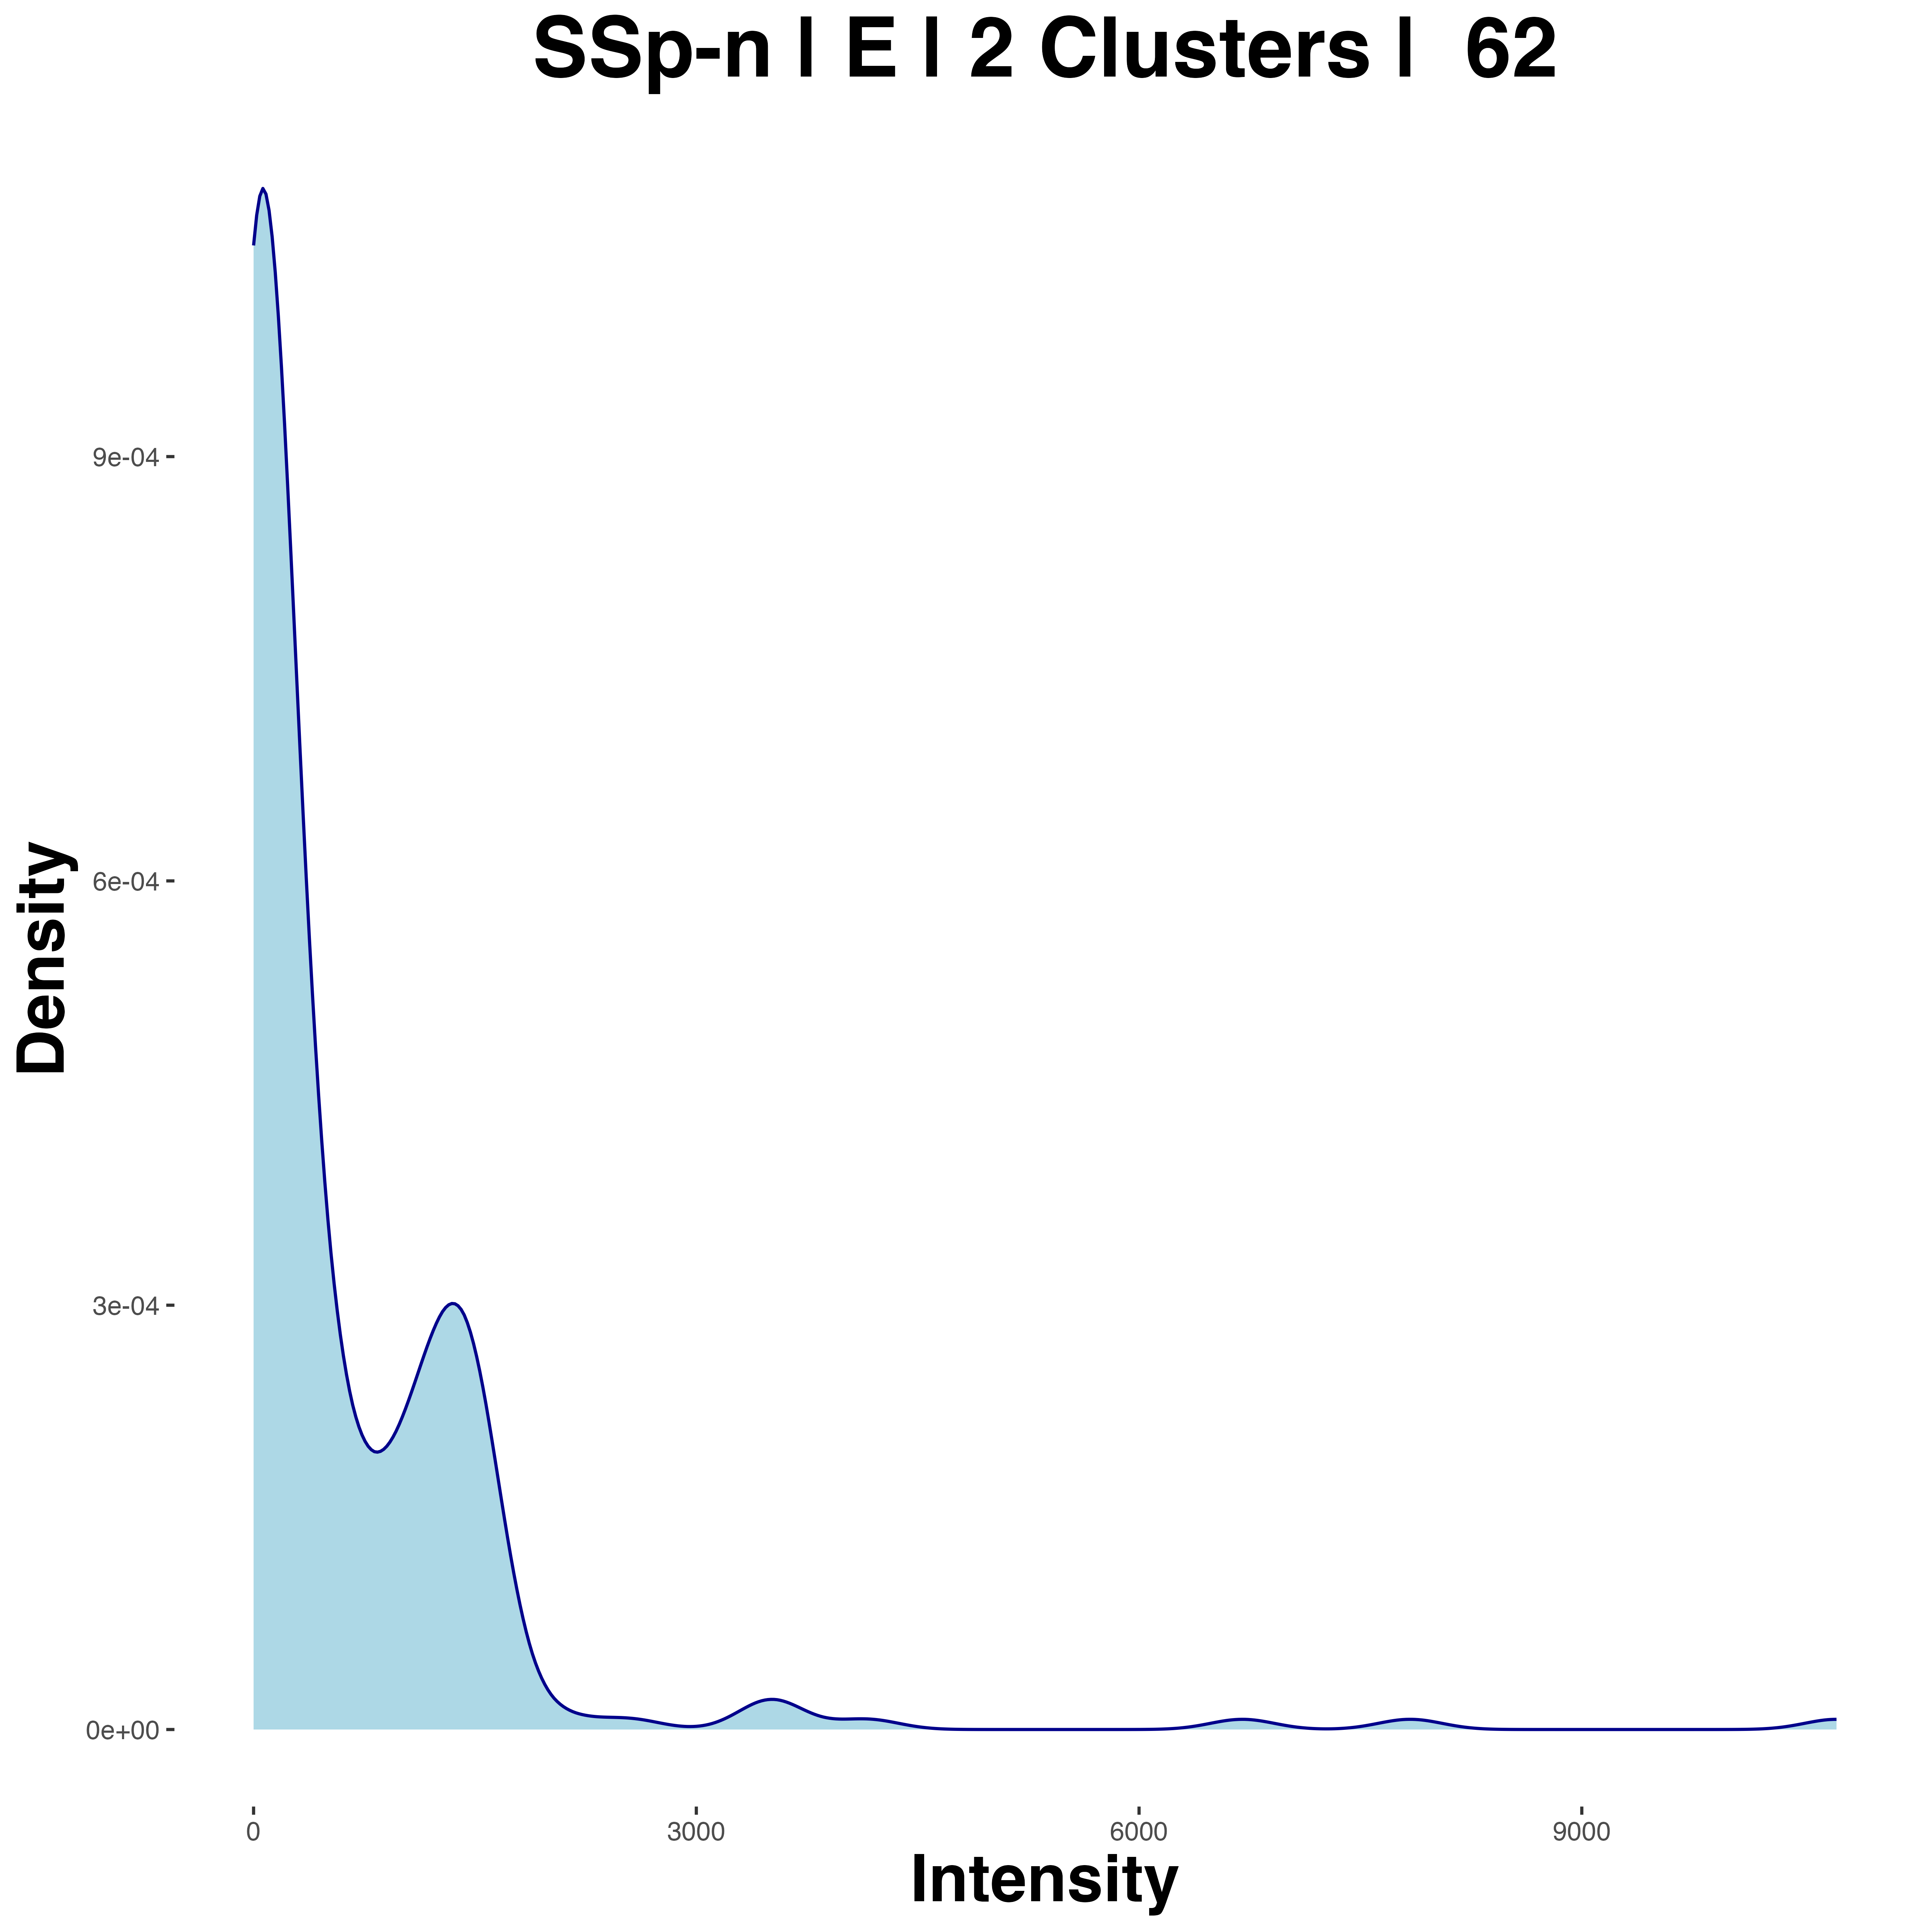 SSp-n | E | 2 Clusters |  62
Density
9e-04
6e-04
3e-04
0e+00
0
3000
6000
9000
Intensity